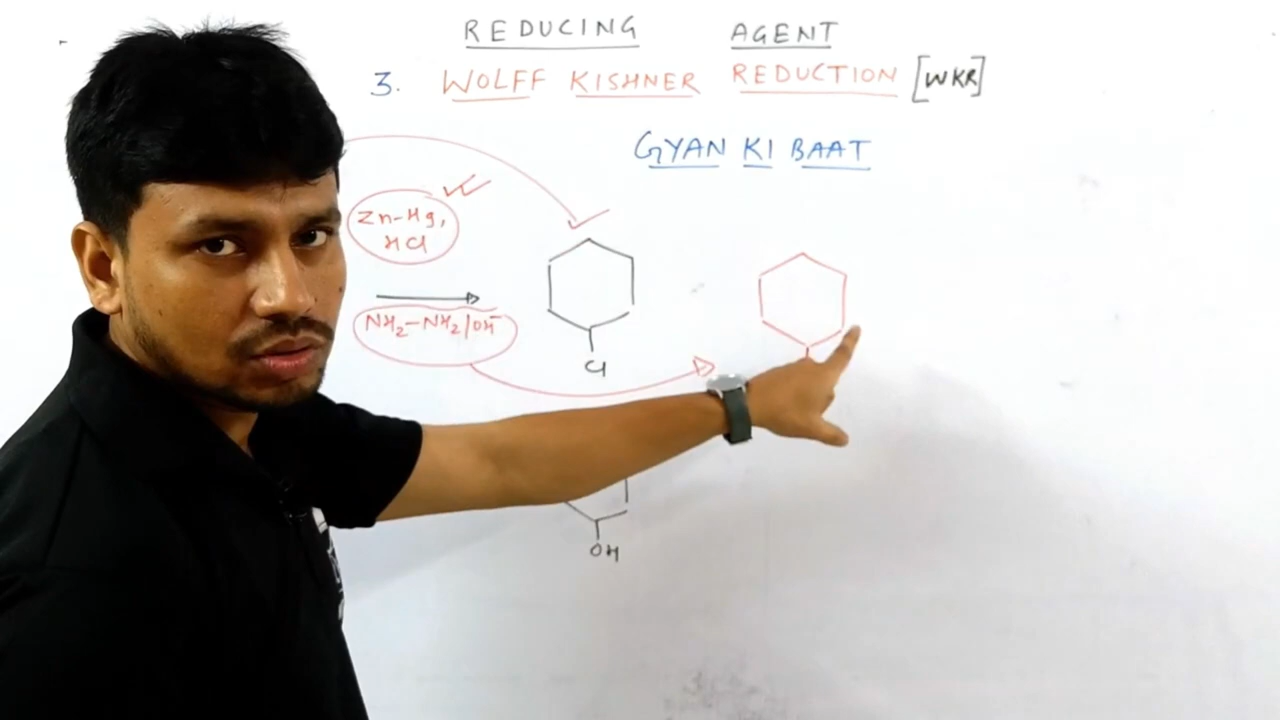 REDUCING AGENT
3. WOLFF KISHNER REDUCTION [WKR]
GYAN KI BAAT
Zn-Hg,
HCl
NH2-NH2/OH-
Cl
OH